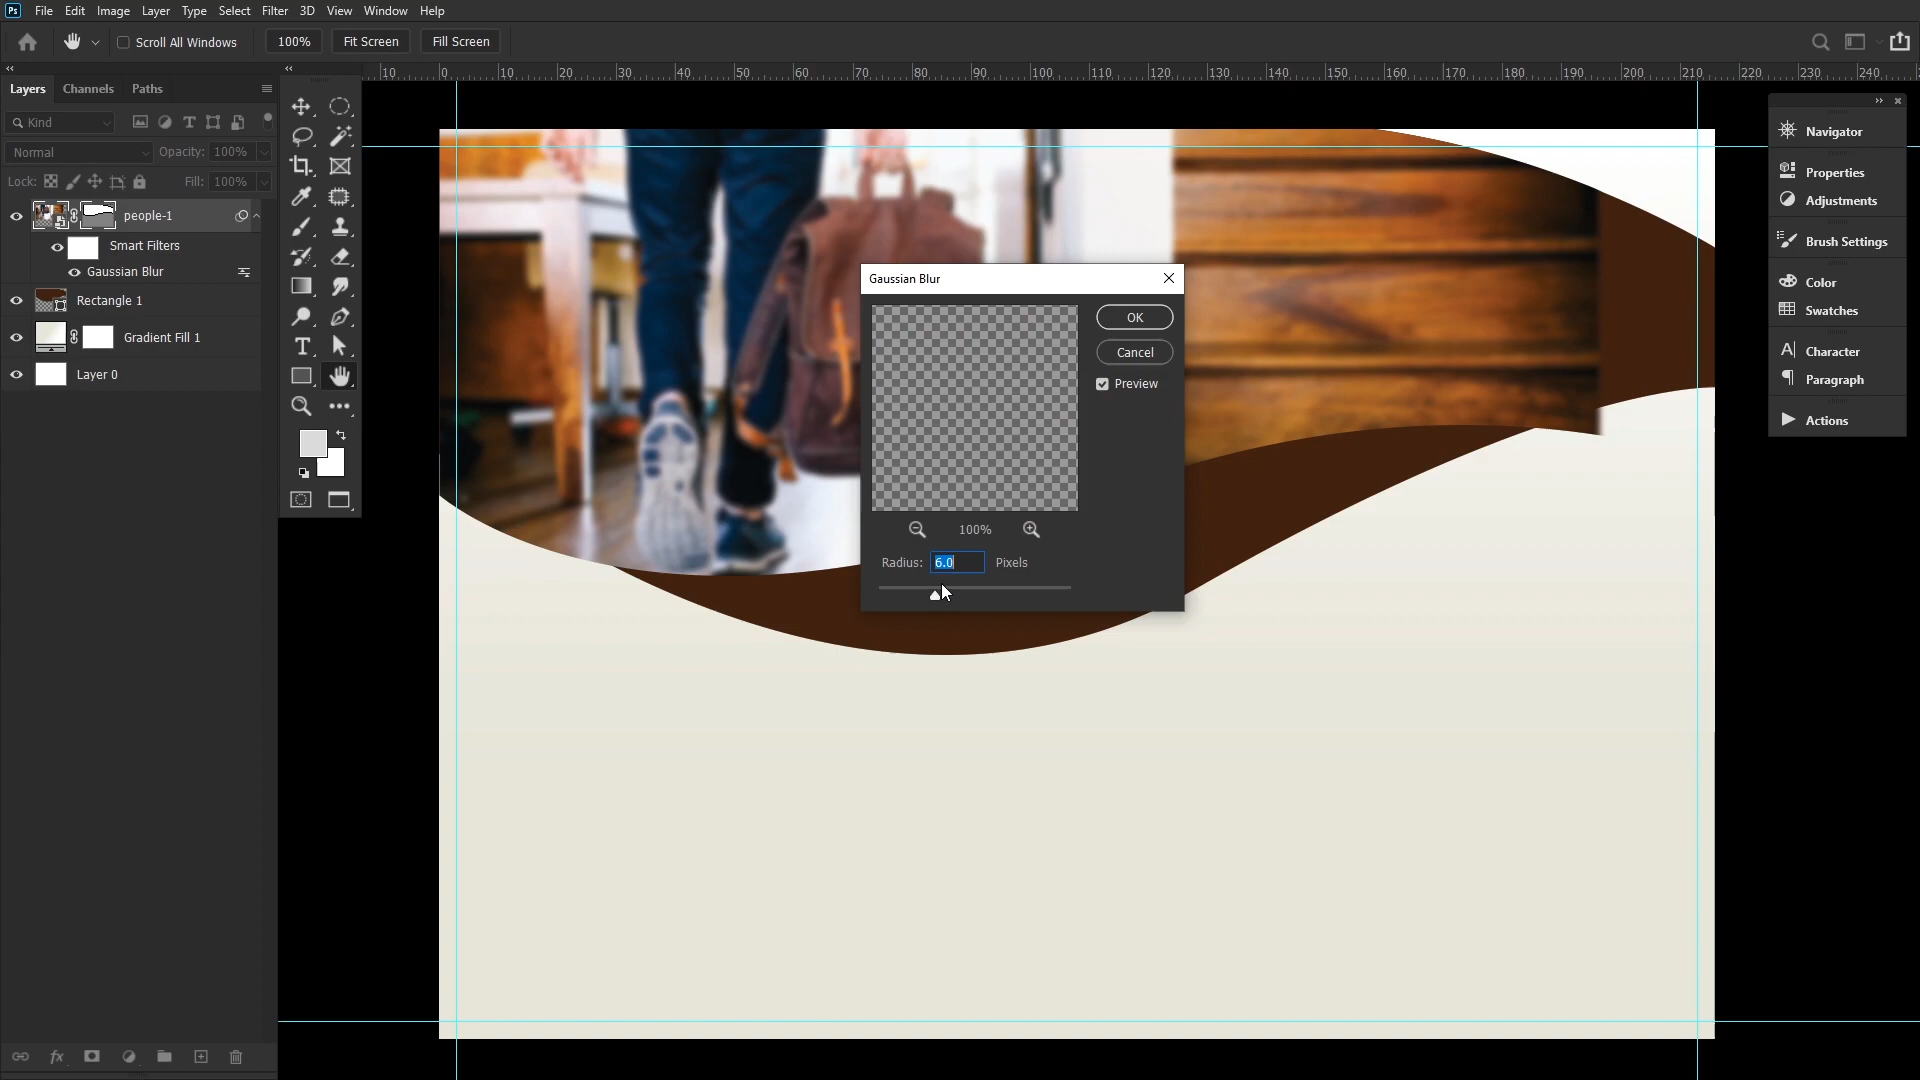 Ps File Edit Image Layer Type Select Filter 3D View Window Help
Scroll All Windows 100% Fit Screen Fill Screen
10 0 10 20 30 40 50 60 70 80 90 100 110 120 130 140 150 160 170 180 190 200 210 220 230 240
Layers Channels Paths
Kind
Normal Opacity: 100%
Lock: Fill: 100%
people-1
Smart Filters
Gaussian Blur
Rectangle 1
Gradient Fill 1
Layer 0
Gaussian Blur
OK
Cancel
Preview
100%
Radius: 6.0 Pixels
Navigator
Properties
Adjustments
Brush Settings
Color
Swatches
Character
Paragraph
Actions